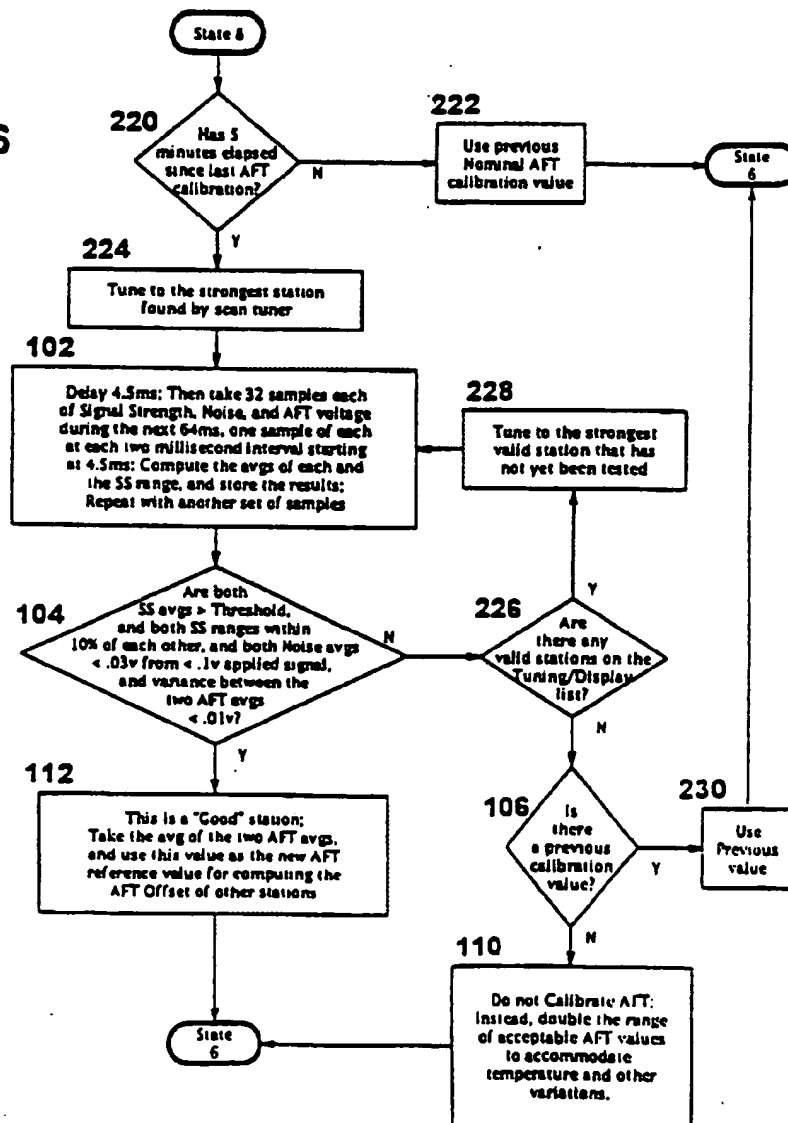 State 8
6
220
Has 5
minutes elapsed
since last AFT
calibration?
N
Y
222
Use previous
Nominal AFT
calibration value
State
6
224
Tune to the strongest station
found by scan tuner
102
Delay 4.5ms; Then take 32 samples each
of Signal Strength, Noise, and AFT voltage
during the next 64ms, one sample of each
at each two millisecond interval starting
at 4.5ms; Compute the avgs of each and
the SS range, and store the results;
Repeat with another set of samples
228
Tune to the strongest
valid station that has
not yet been tested
104
Are both
SS avgs > Threshold,
and both SS ranges within
10% of each other, and both Noise avgs
< .03v from < .1v applied signal,
and variance between the
two AFT avgs
< .01v?
N
Y
226
Y
Are
there any
valid stations on the
Tuning/Display
list?
N
112
This is a "Good" station;
Take the avg of the two AFT avgs,
and use this value as the new AFT
reference value for computing the
AFT Offset of other stations
106
Is
there
a previous
calibration
value?
Y
N
230
Use
Previous
value
110
Do not Calibrate AFT;
Instead, double the range
of acceptable AFT values
to accommodate
temperature and other
variations.
State
6